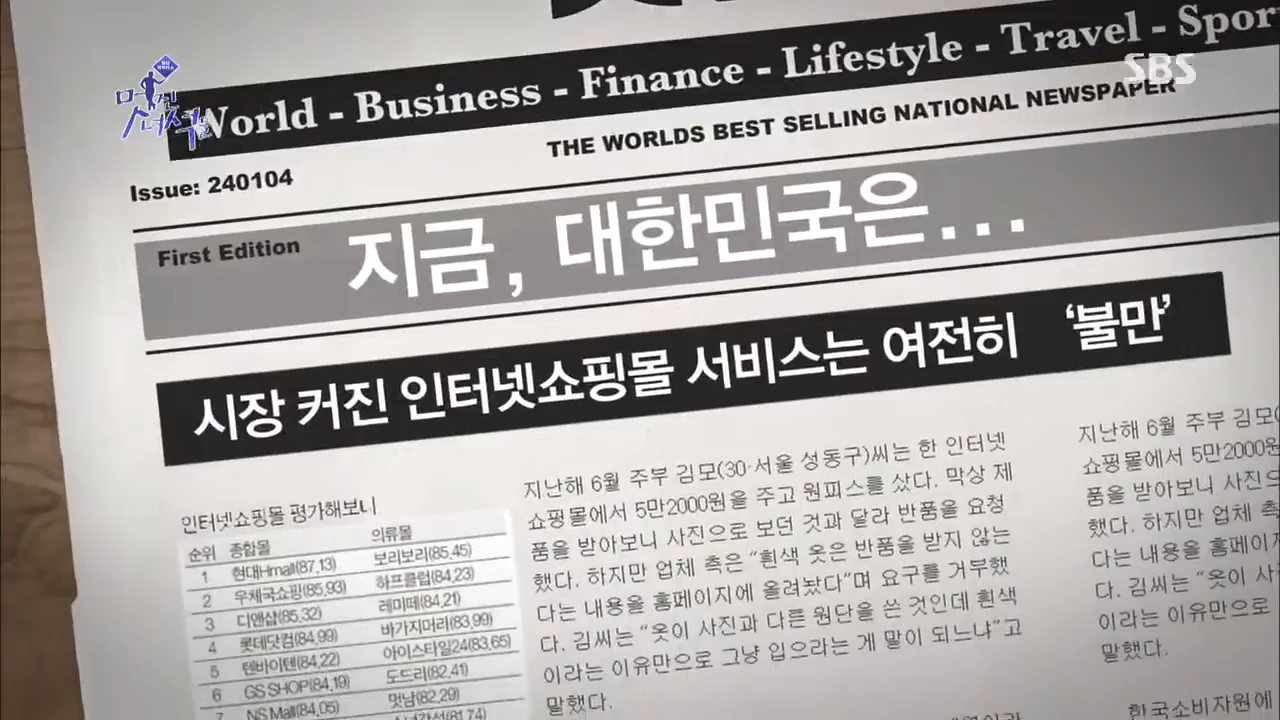 World - Business - Finance - Lifestyle - Travel - Spor
SBS
멋진 녀석들
THE WORLDS BEST SELLING NATIONAL NEWSPAPER
Issue: 240104
First Edition
지금, 대한민국은...
시장 커진 인터넷쇼핑몰 서비스는 여전히 ‘불만’
인터넷쇼핑몰 평가해보니
순위 종합몰 의류몰
1 현대Hmall(87,13) 보리보리(85,45)
2 우체국쇼핑(85,93) 하프클럽(84,23)
3 디앤샵(85,32) 레미떼(84,21)
4 롯데닷컴(84,99) 바가지머리(83,99)
5 텐바이텐(84,22) 아이스타일24(83,65)
6 GS SHOP(84,19) 도드리(82,41)
7 NS Mall(84,05) 멋남(82,29)
지난해 6월 주부 김모(30·서울 성동구)씨는 한 인터넷
쇼핑몰에서 5만2000원을 주고 원피스를 샀다. 막상 제
품을 받아보니 사진으로 보던 것과 달라 반품을 요청
했다. 하지만 업체 측은 “흰색 옷은 반품을 받지 않는
다는 내용을 홈페이지에 올려놨다”며 요구를 거부했
다. 김씨는 “옷이 사진과 다른 원단을 쓴 것인데 흰색
이라는 이유만으로 그냥 입으라는 게 말이 되느냐”고
말했다.
지난해 6월 주부 김모(
쇼핑몰에서 5만2000원
품을 받아보니 사진으
했다. 하지만 업체 측
다는 내용을 홈페이지
다. 김씨는 “옷이 사
이라는 이유만으로
말했다.
한국소비자원에